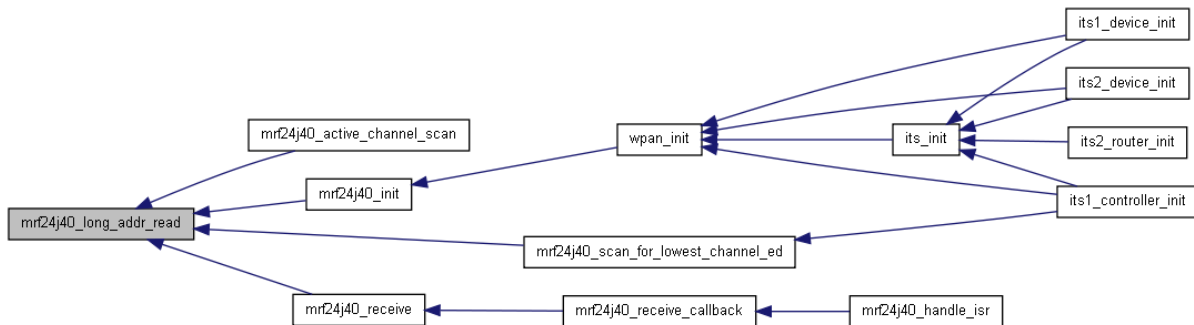 its1_device_init
its2_device_init
mrf24j40_active_channel_scan
wpan_init
its_init
its2_router_init
mrf24j40_init
its1_controller_init
mrf24j40_long_addr_read
mrf24j40_scan_for_lowest_channel_ed
mrf24j40_receive
mrf24j40_receive_callback
mrf24j40_handle_isr